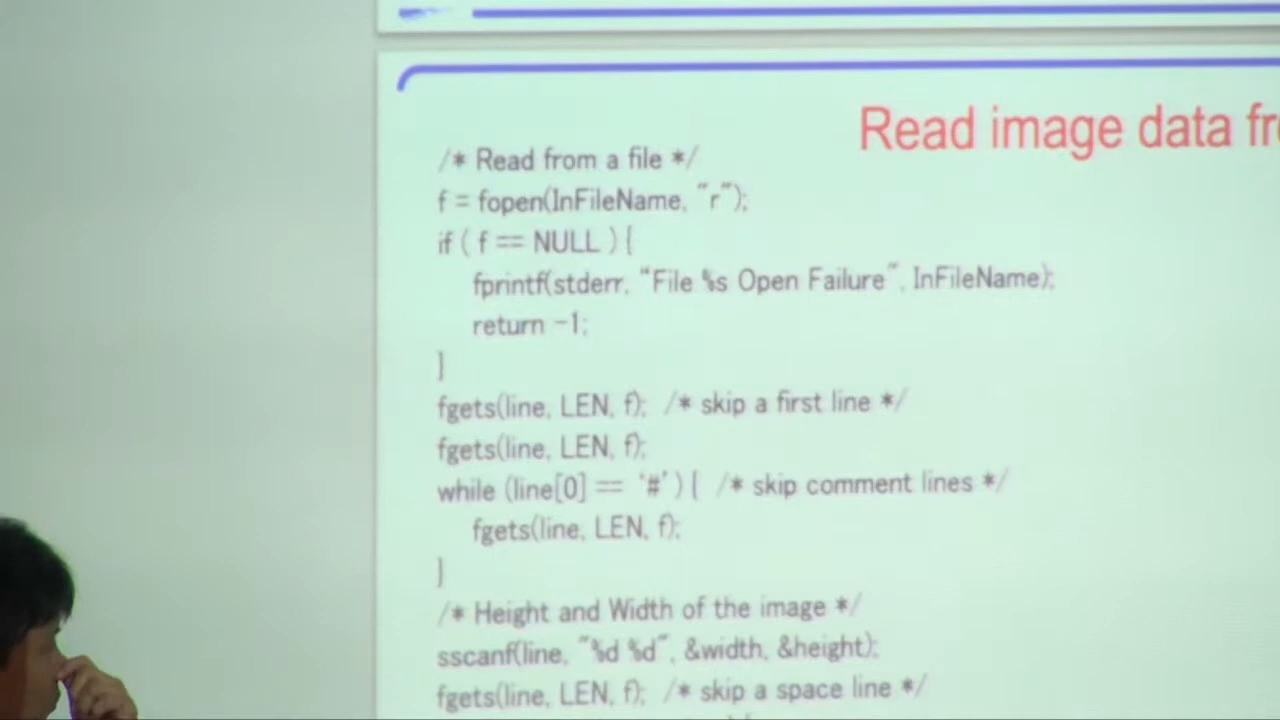 Read image data
/* Read from a file */
f = fopen(InFileName, "r");
if ( f == NULL ) {
fprintf(stderr, "File %s Open Failure", InFileName);
return -1;
}
fgets(line, LEN, f);  /* skip a first line */
fgets(line, LEN, f);
while (line[0] == '#' ) {  /* skip comment lines */
fgets(line, LEN, f);
}
/* Height and Width of the image */
sscanf(line, "%d %d", &width, &height);
fgets(line, LEN, f);  /* skip a space line */